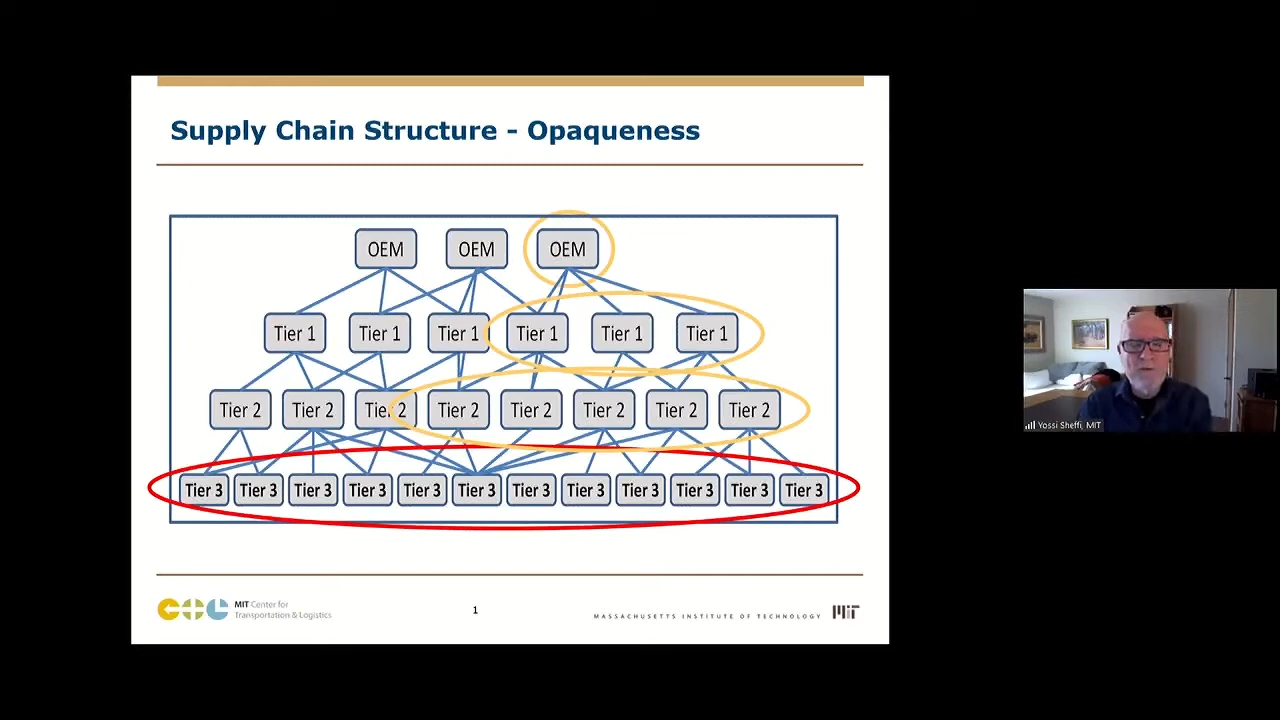 Supply Chain Structure - Opaqueness
OEM OEM OEM
Tier 1 Tier 1 Tier 1 Tier 1 Tier 1 Tier 1
Tier 2 Tier 2 Tier 2 Tier 2 Tier 2 Tier 2 Tier 2 Tier 2
Tier 3 Tier 3 Tier 3 Tier 3 Tier 3 Tier 3 Tier 3 Tier 3 Tier 3 Tier 3 Tier 3 Tier 3
MIT Center for
Transportation & Logistics
1
MASSACHUSETTS INSTITUTE OF TECHNOLOGY MIT
Yossi Sheffi, MIT